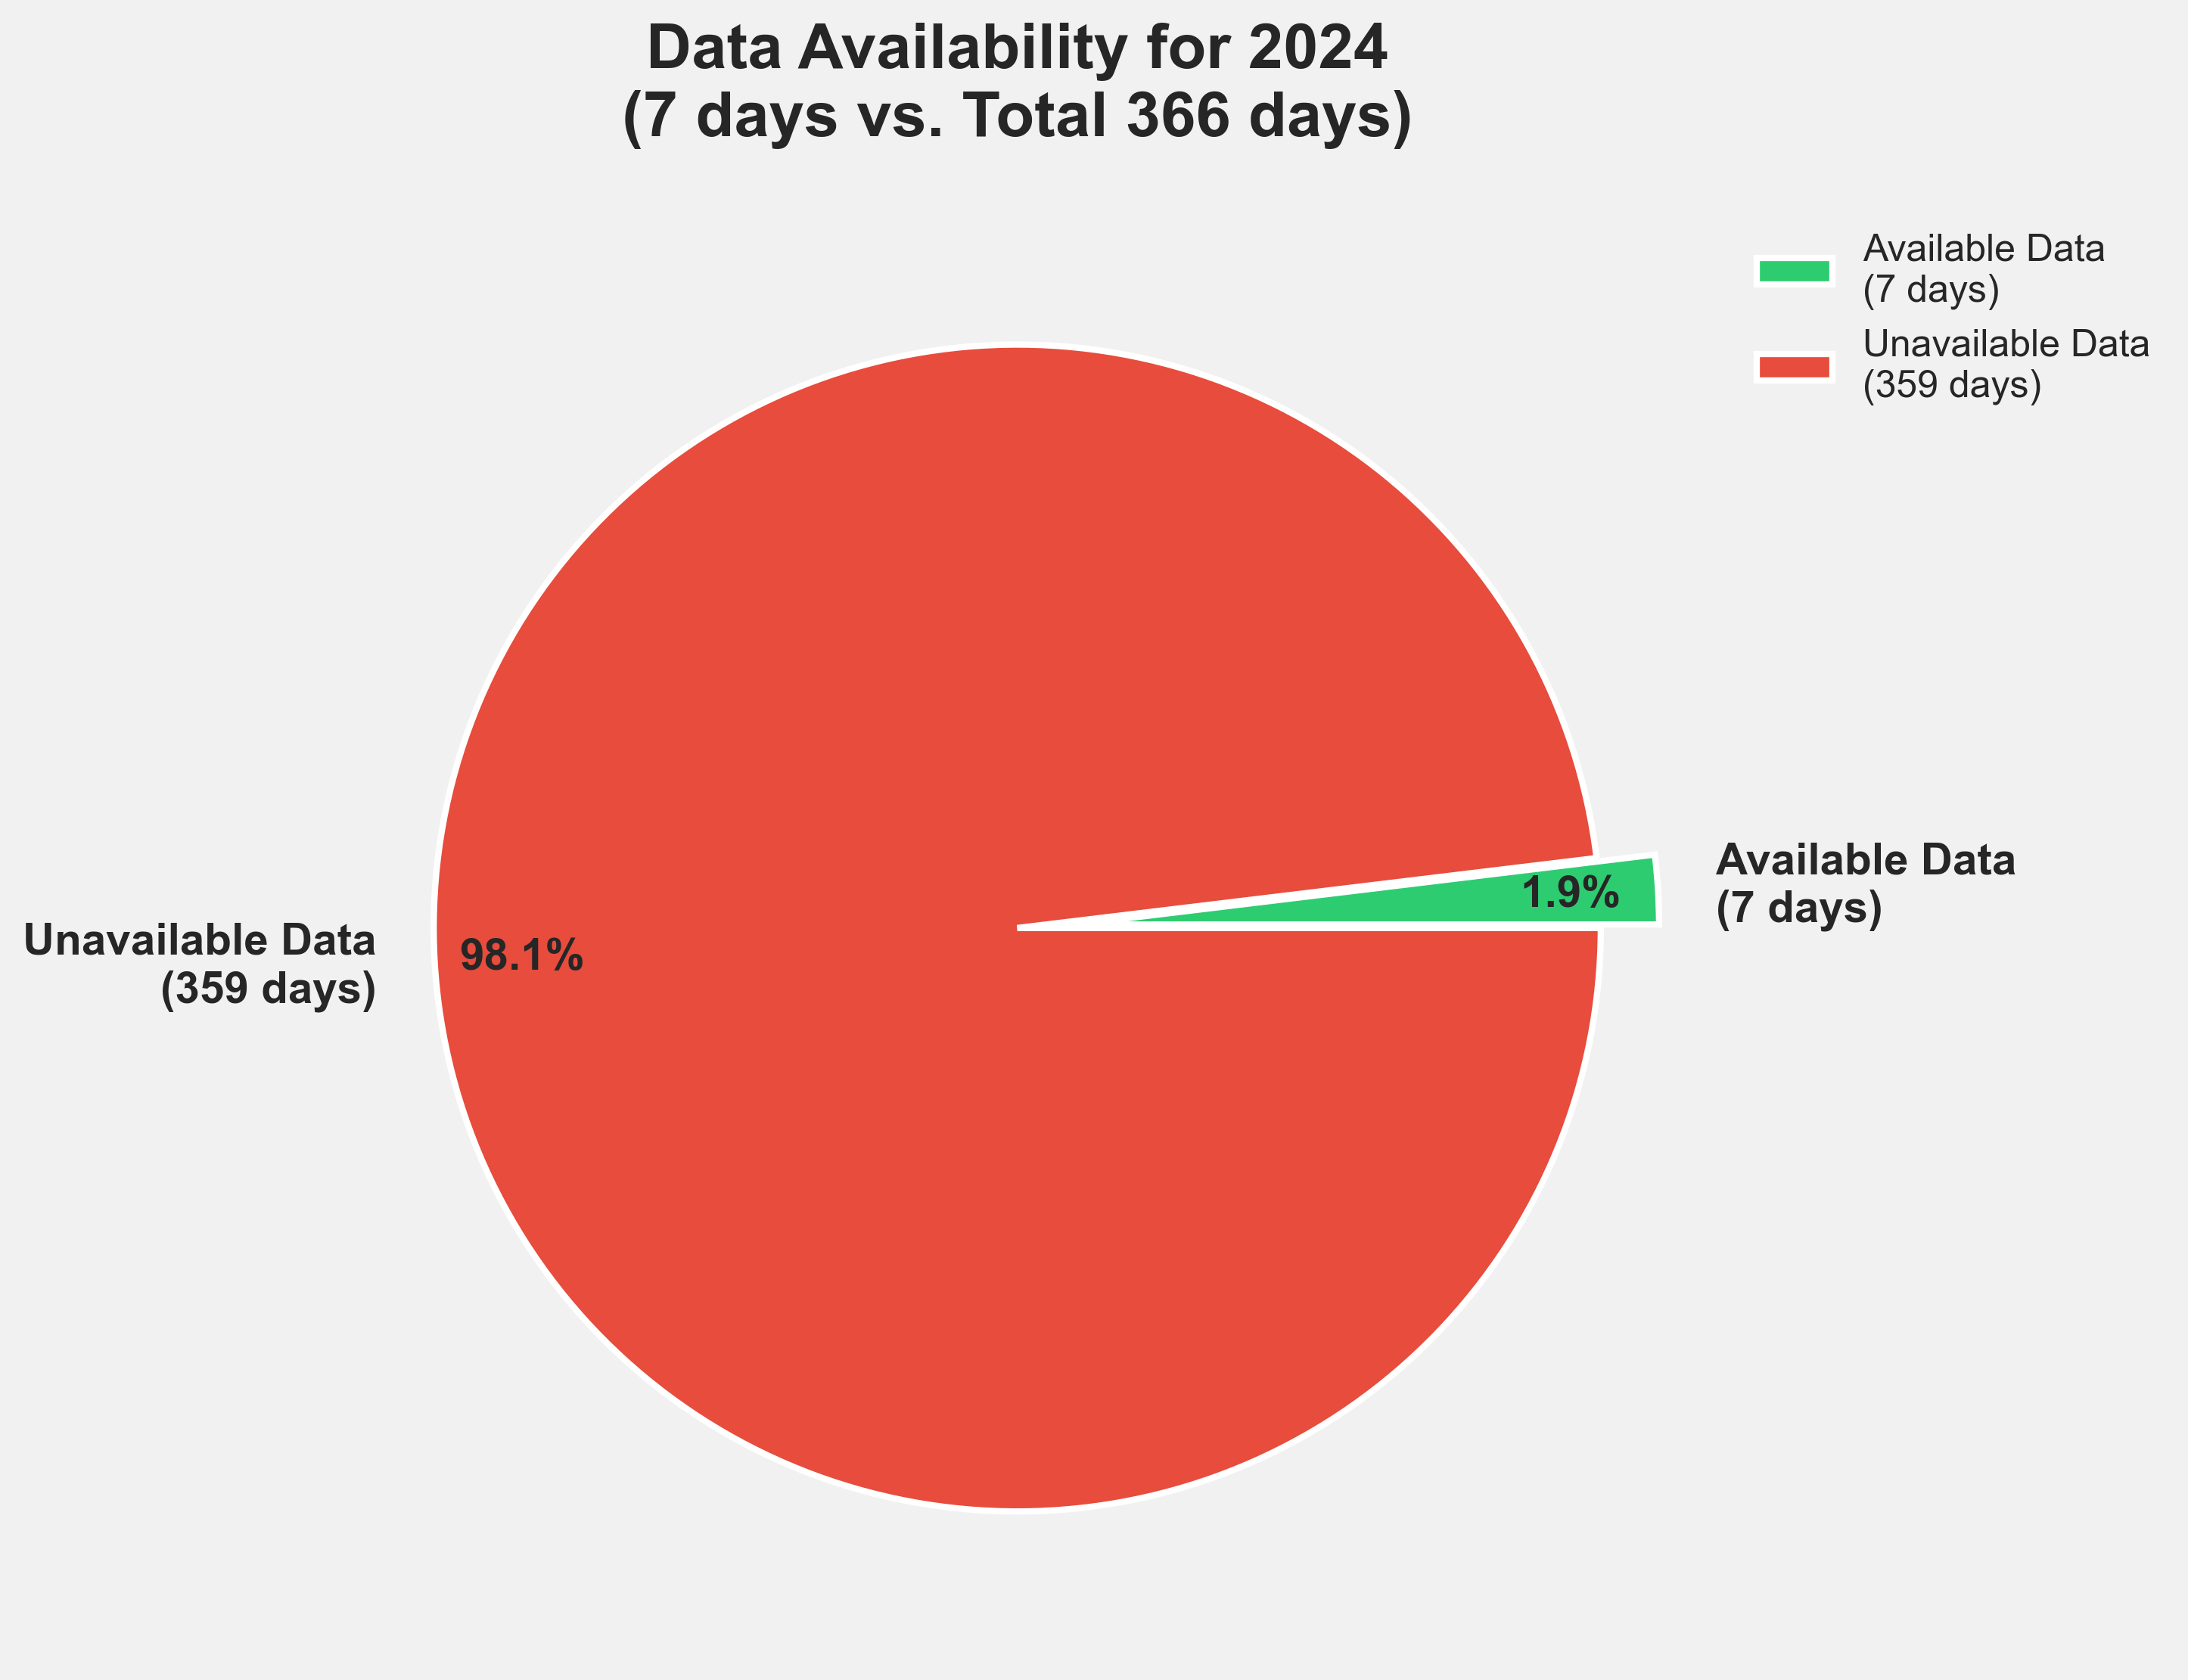 Data Availability for 2024
(7 days vs. Total 366 days)
Available Data
(7 days)
Unavailable Data
(359 days)
Available Data
(7 days)
1.9%
Unavailable Data
(359 days)
98.1%